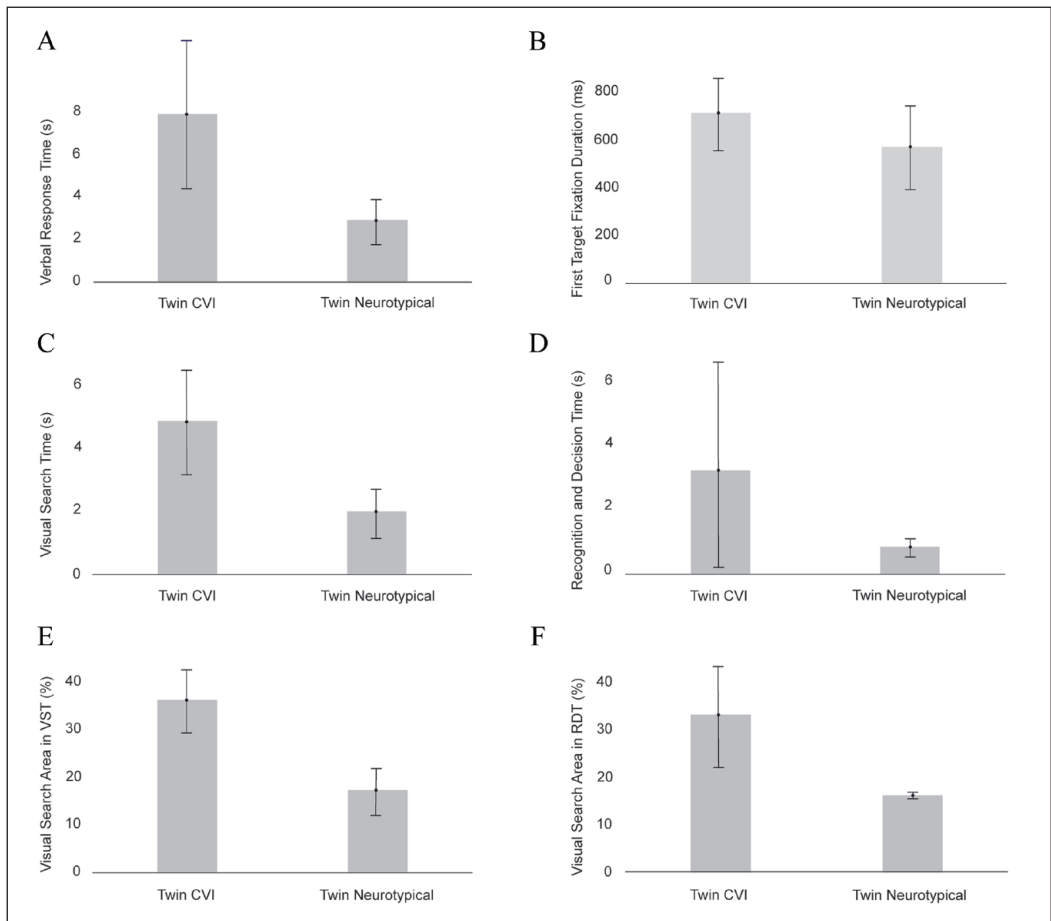 A
Verbal Response Time (s)
8
6
4
2
0
Twin CVI
Twin Neurotypical
B
First Target Fixation Duration (ms)
800
600
400
200
0
Twin CVI
Twin Neurotypical
C
Visual Search Time (s)
6
4
2
0
Twin CVI
Twin Neurotypical
D
Recognition and Decision Time (s)
6
4
2
0
Twin CVI
Twin Neurotypical
E
Visual Search Area in VST (%)
40
30
20
10
0
Twin CVI
Twin Neurotypical
F
Visual Search Area in RDT (%)
40
30
20
10
0
Twin CVI
Twin Neurotypical